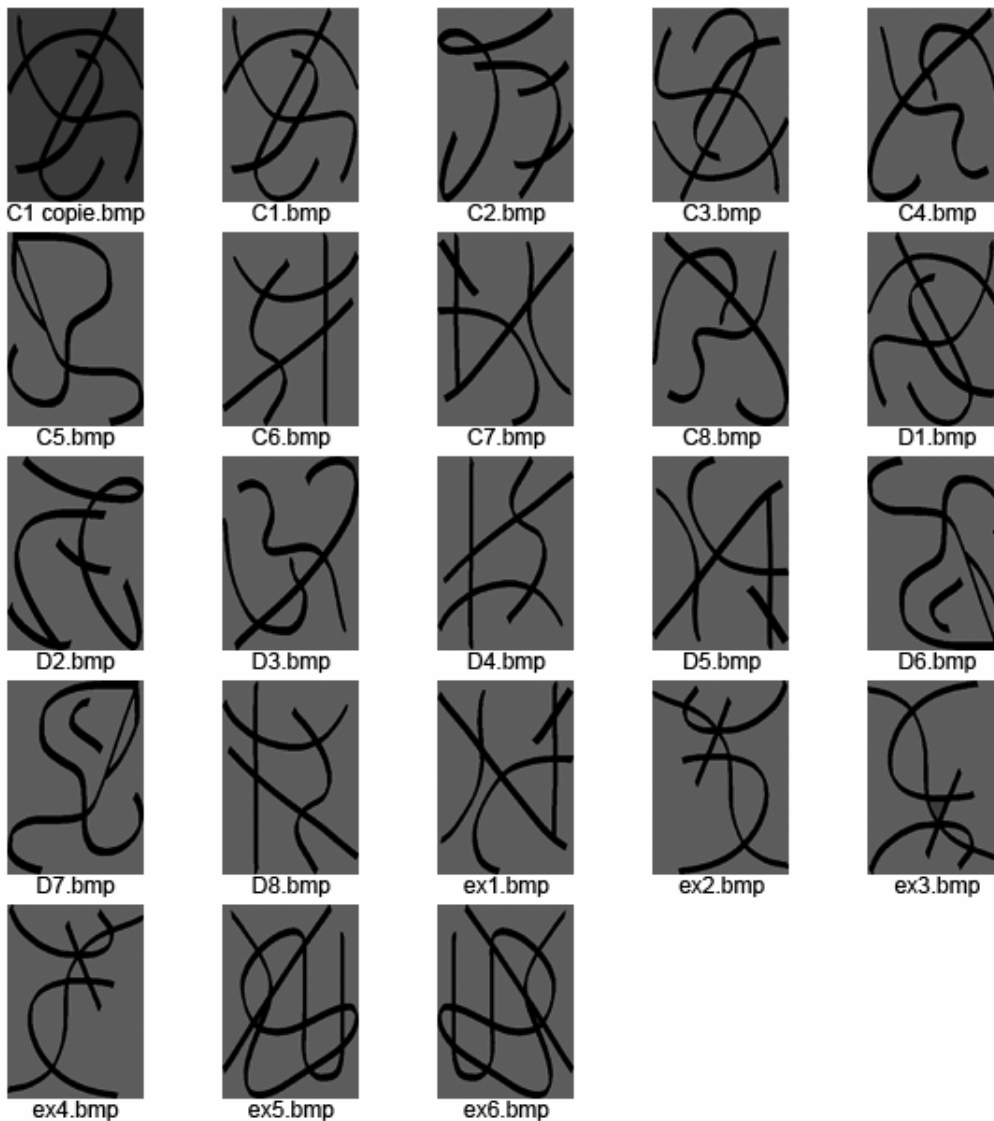 C1 copie.bmp C1.bmp C2.bmp C3.bmp C4.bmp
C5.bmp C6.bmp C7.bmp C8.bmp D1.bmp
D2.bmp D3.bmp D4.bmp D5.bmp D6.bmp
D7.bmp D8.bmp ex1.bmp ex2.bmp ex3.bmp
ex4.bmp ex5.bmp ex6.bmp